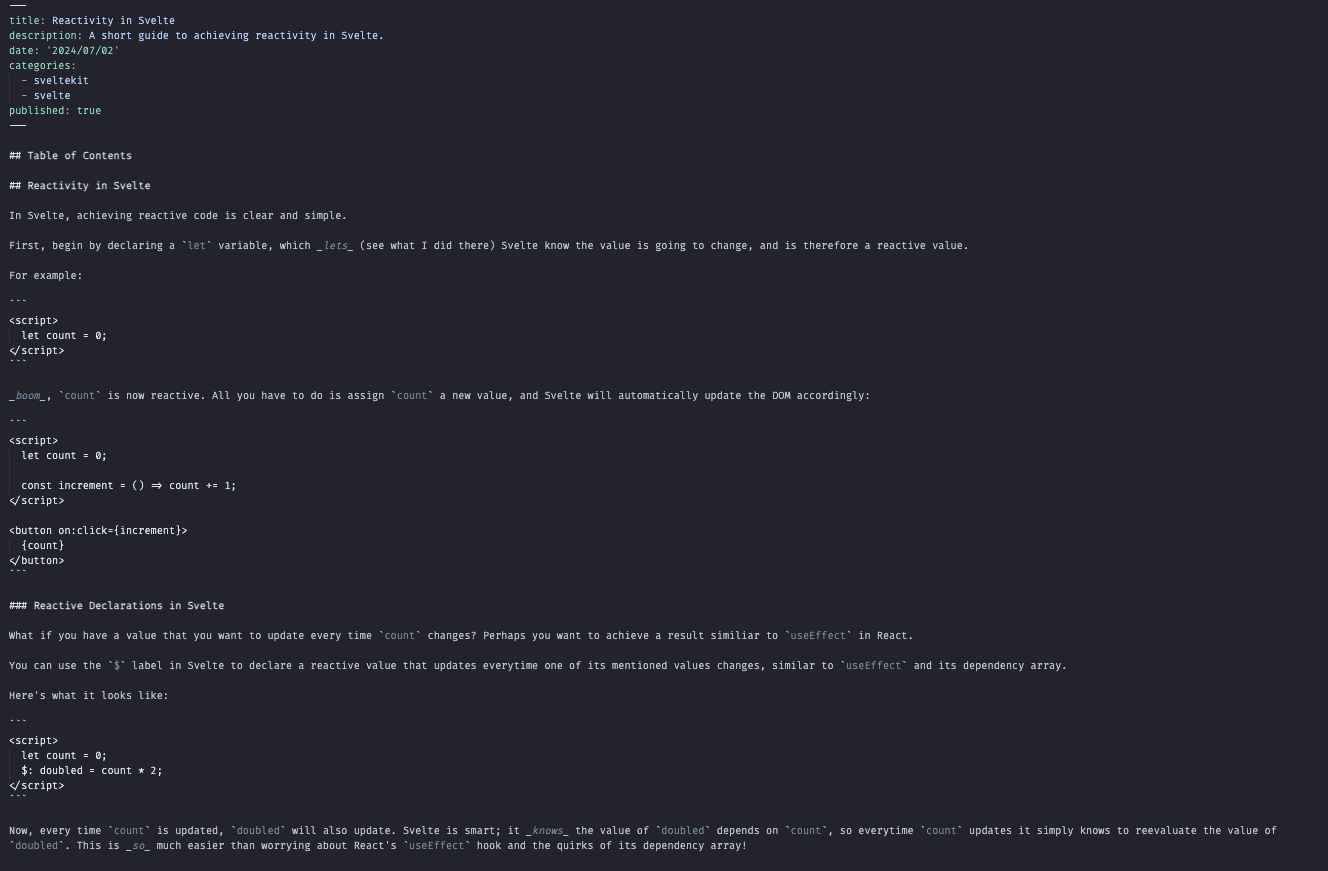 ---
title: Reactivity in Svelte
description: A short guide to achieving reactivity in Svelte.
date: '2024/07/02'
categories:
  - sveltekit
  - svelte
published: true
---

## Table of Contents

## Reactivity in Svelte

In Svelte, achieving reactive code is clear and simple.

First, begin by declaring a `let` variable, which _lets_ (see what I did there) Svelte know the value is going to change, and is therefore a reactive value.

For example:

```
<script>
  let count = 0;
</script>
```

_boom_, `count` is now reactive. All you have to do is assign `count` a new value, and Svelte will automatically update the DOM accordingly:

```
<script>
  let count = 0;

  const increment = () => count += 1;
</script>

<button on:click={increment}>
  {count}
</button>
```

### Reactive Declarations in Svelte

What if you have a value that you want to update every time `count` changes? Perhaps you want to achieve a result similiar to `useEffect` in React.

You can use the `$` label in Svelte to declare a reactive value that updates everytime one of its mentioned values changes, similar to `useEffect` and its dependency array.

Here's what it looks like:

```
<script>
  let count = 0;
  $: doubled = count * 2;
</script>
```

Now, every time `count` is updated, `doubled` will also update. Svelte is smart; it _knows_ the value of `doubled` depends on `count`, so everytime `count` updates it simply knows to reevaluate the value of
`doubled`. This is _so_ much easier than worrying about React's `useEffect` hook and the quirks of its dependency array!